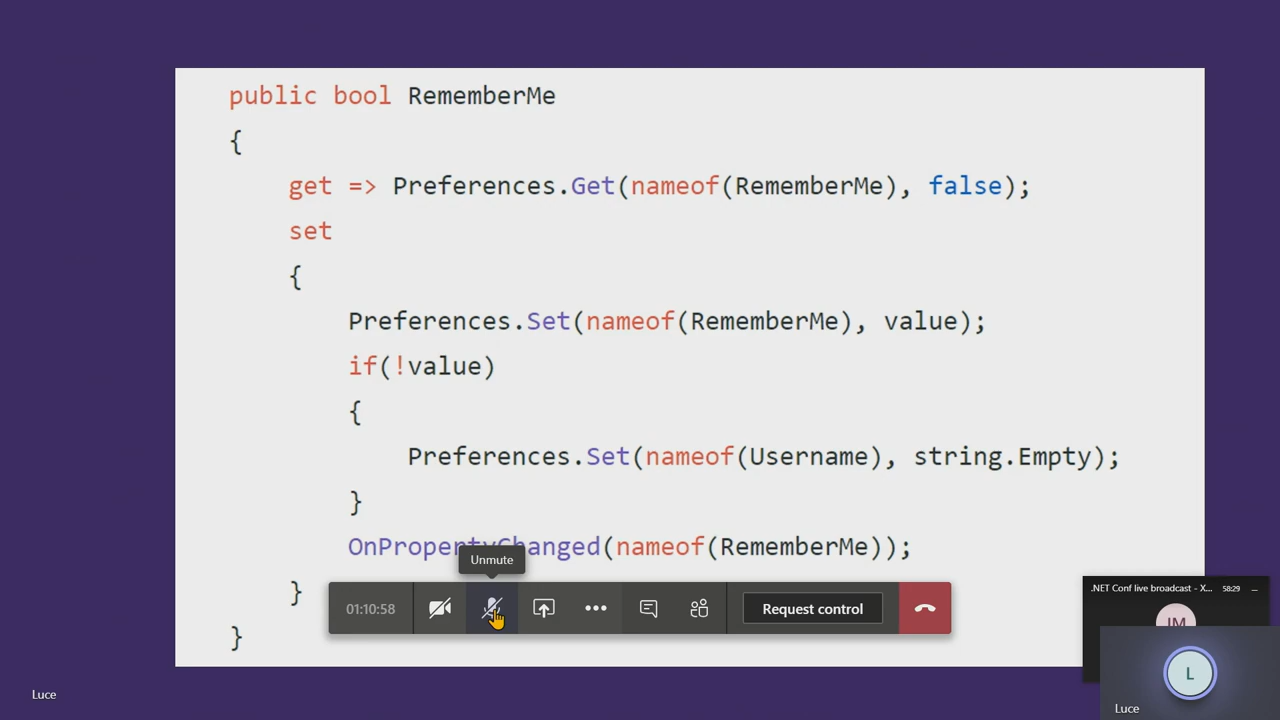 public bool RememberMe
{
get => Preferences.Get(nameof(RememberMe), false);
set
{
Preferences.Set(nameof(RememberMe), value);
if(!value)
{
Preferences.Set(nameof(Username), string.Empty);
}
OnPropertyChanged(nameof(RememberMe));
Unmute
}
01:10:58
Request control
}
.NET Conf live broadcast - X... 58:29
JM
L
Luce
Luce